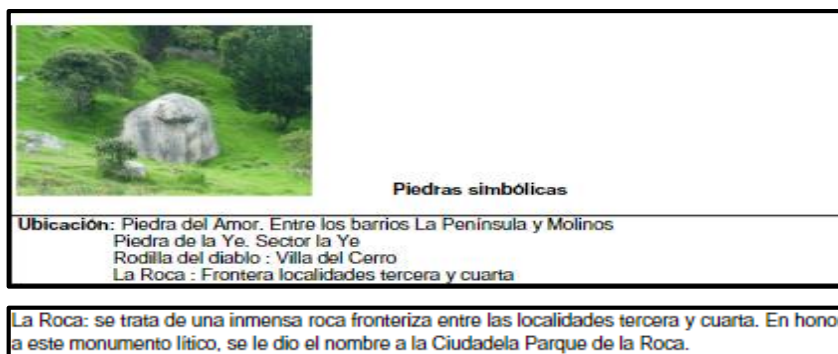 Piedras simbólicas
Ubicación: Piedra del Amor. Entre los barrios La Península y Molinos
Piedra de la Ye. Sector la Ye
Rodilla del diablo : Villa del Cerro
La Roca : Frontera localidades tercera y cuarta
La Roca: se trata de una inmensa roca fronteriza entre las localidades tercera y cuarta. En hono
a este monumento lítico, se le dio el nombre a la Ciudadela Parque de la Roca.